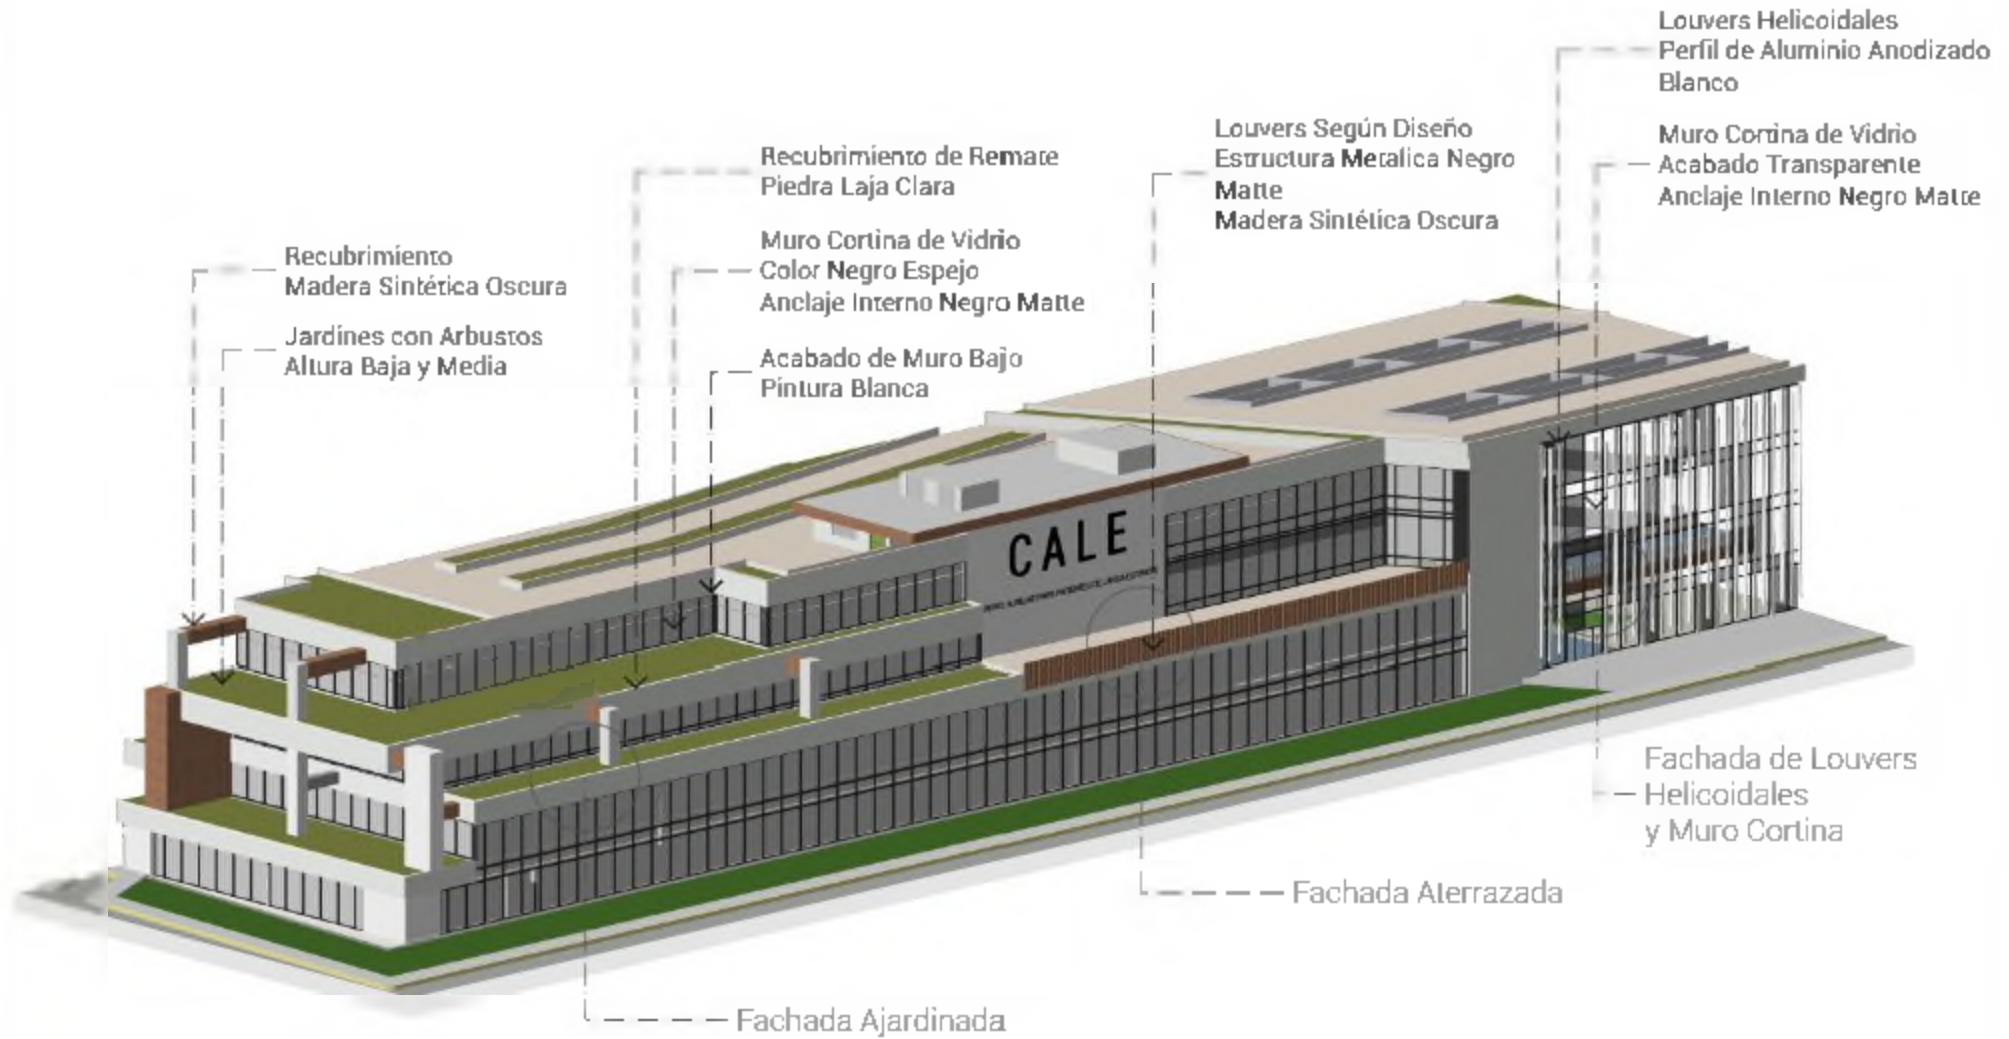 Louvers Helicoidales
Perfil de Aluminio Anodizado
Blanco
Muro Cortina de Vidrio
Acabado Transparente
Anclaje Interno Negro Matte
Louvers Según Diseño
Estructura Metalica Negro
Matte
Madera Sintética Oscura
Recubrimiento de Remate
Piedra Laja Clara
Muro Cortina de Vidrio
Color Negro Espejo
Anclaje Interno Negro Matte
Acabado de Muro Bajo
Pintura Blanca
Recubrimiento
Madera Sintética Oscura
Jardines con Arbustos
Altura Baja y Media
CALE
Fachada de Louvers
Helicoidales
y Muro Cortina
Fachada Aterrazada
Fachada Ajardinada